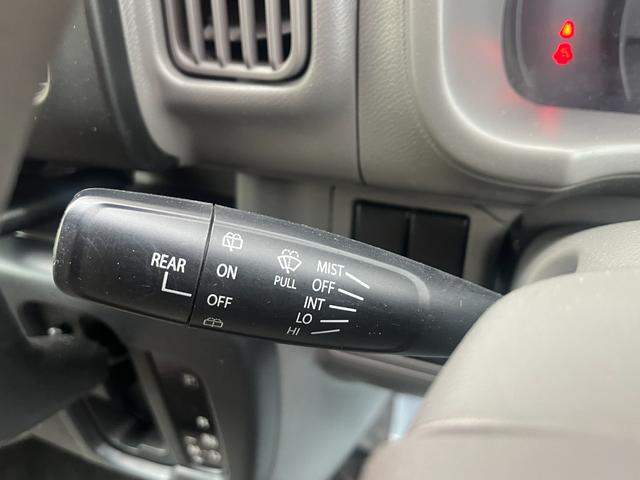 REAR
ON
OFF
PULL
MIST
OFF
INT
LO
HI